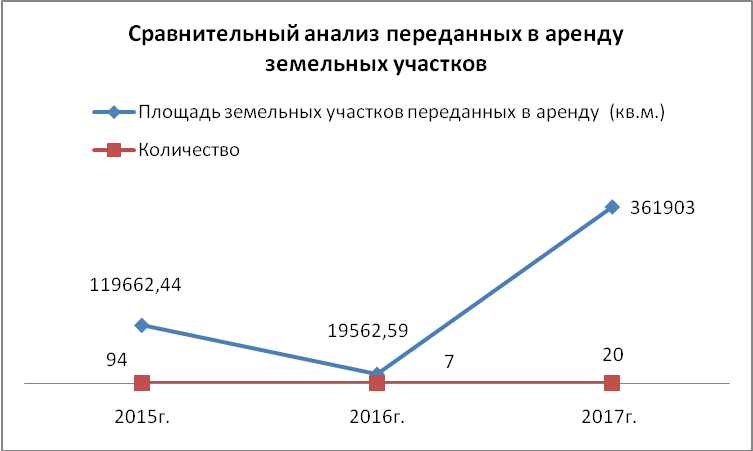 Сравнительный анализ переданных в аренду
земельных участков
Площадь земельных участков переданных в аренду (кв.м.)
Количество
361903
119662,44
19562,59
94
7
20
2015г.
2016г.
2017г.